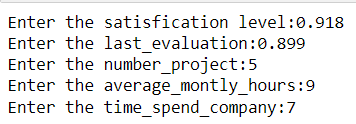 Enter the satisfication level:0.918
Enter the last_evaluation:0.899
Enter the number_project:5
Enter the average_montly_hours:9
Enter the time_spend_company:7